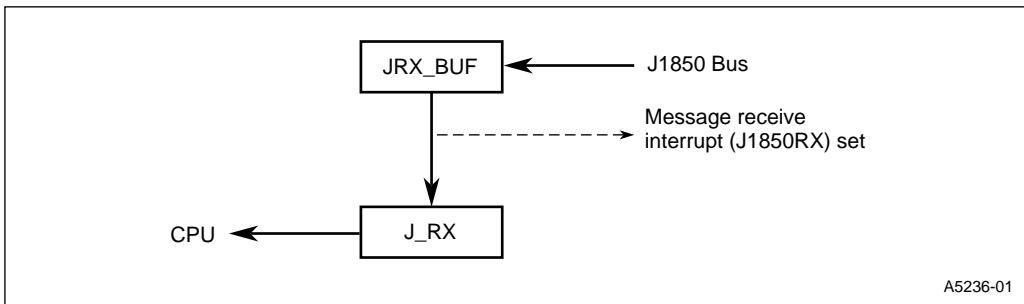 JRX_BUF
J1850 Bus
Message receive
interrupt (J1850RX) set
CPU
J_RX
A5236-01